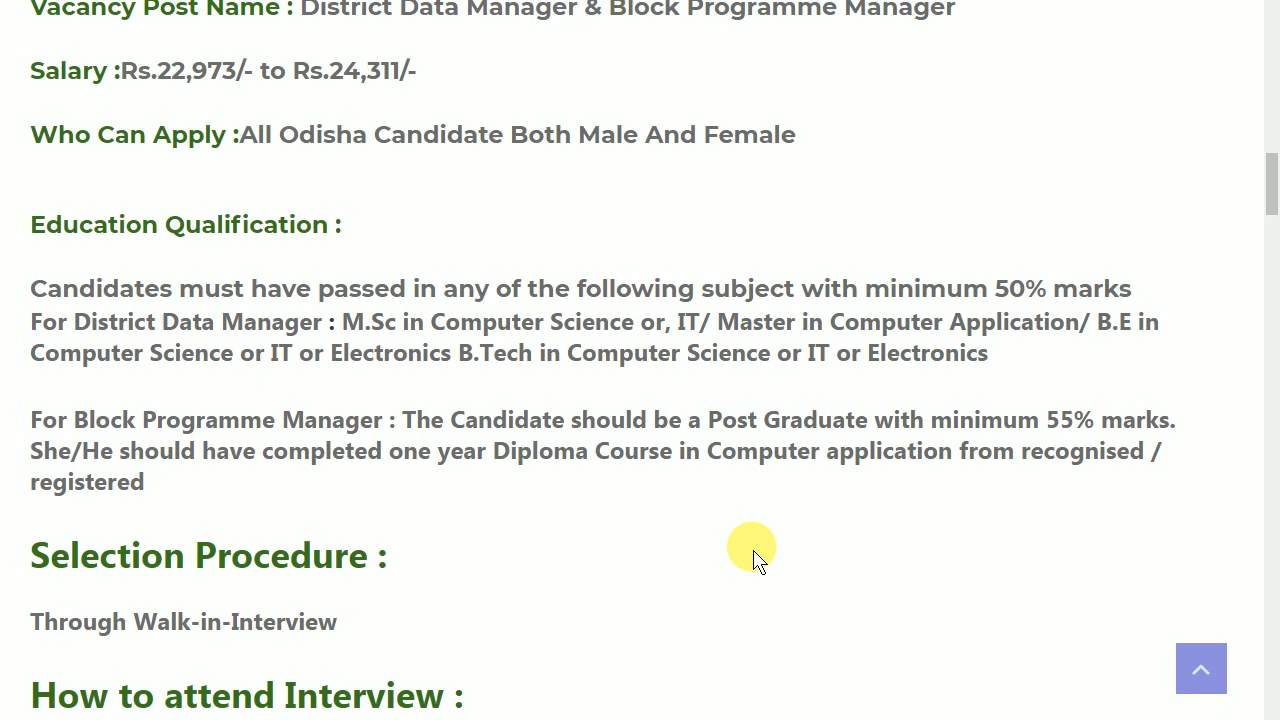 Vacancy Post Name : District Data Manager & Block Programme Manager
Salary :Rs.22,973/- to Rs.24,311/-
Who Can Apply :All Odisha Candidate Both Male And Female
Education Qualification :
Candidates must have passed in any of the following subject with minimum 50% marks
For District Data Manager : M.Sc in Computer Science or, IT/ Master in Computer Application/ B.E in
Computer Science or IT or Electronics B.Tech in Computer Science or IT or Electronics
For Block Programme Manager : The Candidate should be a Post Graduate with minimum 55% marks.
She/He should have completed one year Diploma Course in Computer application from recognised /
registered
Selection Procedure :
Through Walk-in-Interview
How to attend Interview :